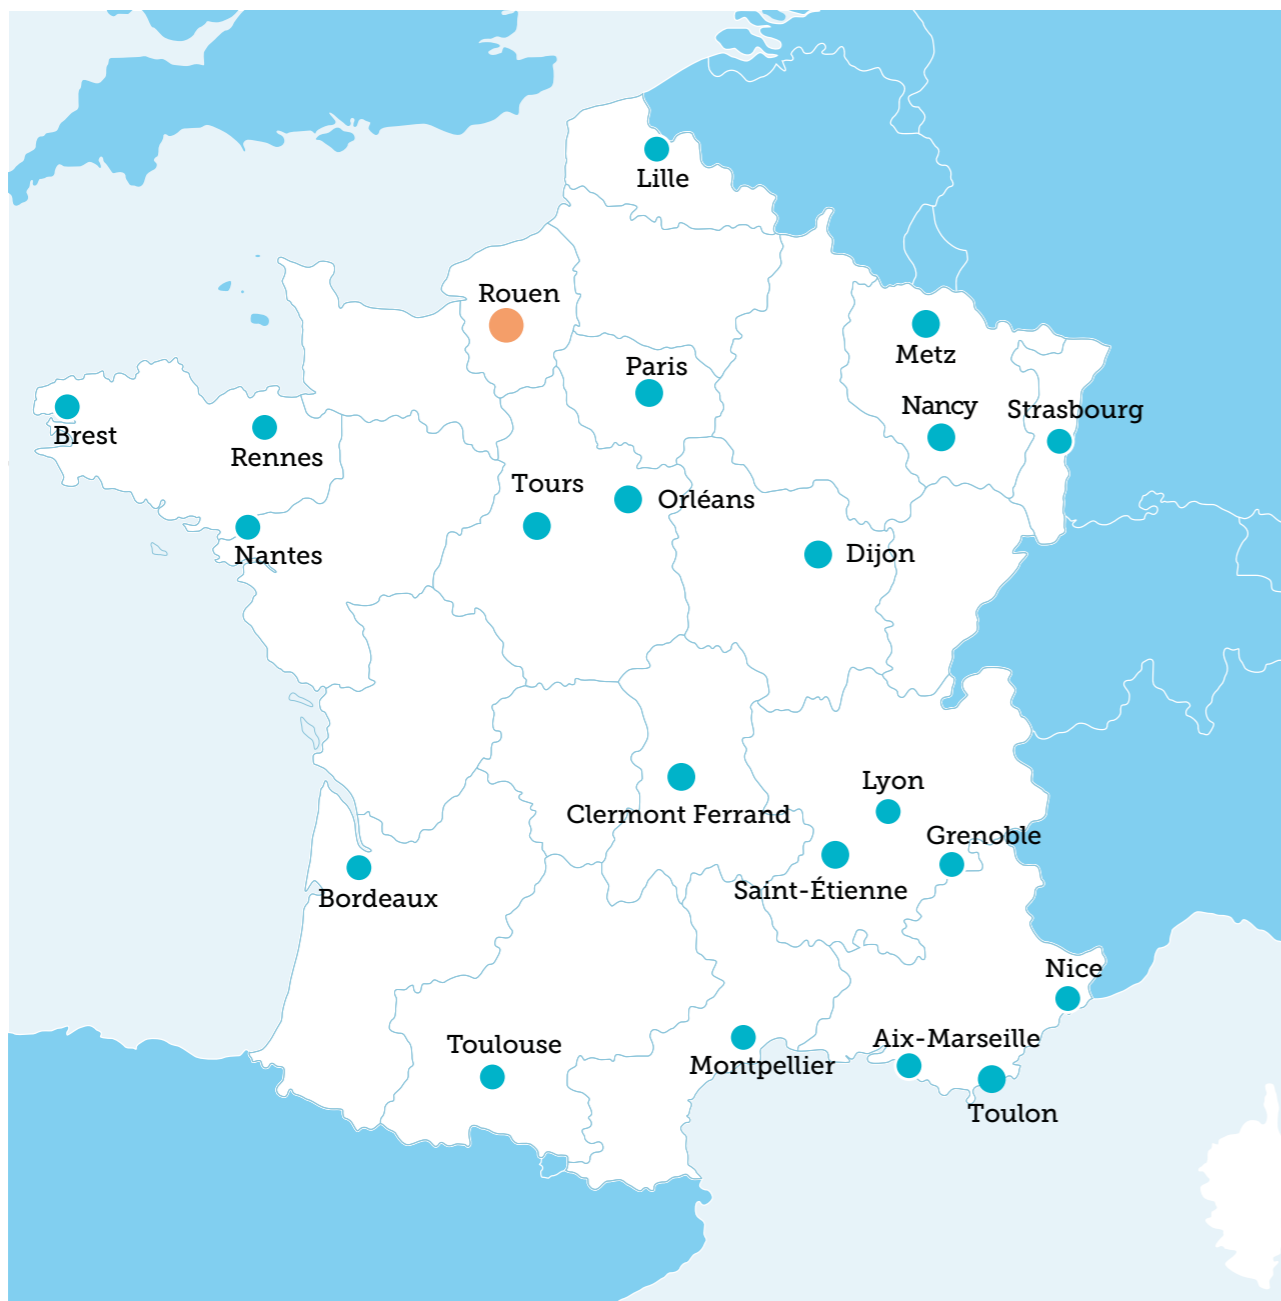 Lille
Rouen
Metz
Paris
Nancy
Strasbourg
Brest
Rennes
Tours
Orléans
Nantes
Dijon
Lyon
Clermont Ferrand
Grenoble
Saint-Étienne
Bordeaux
Nice
Aix-Marseille
Toulouse
Montpellier
Toulon